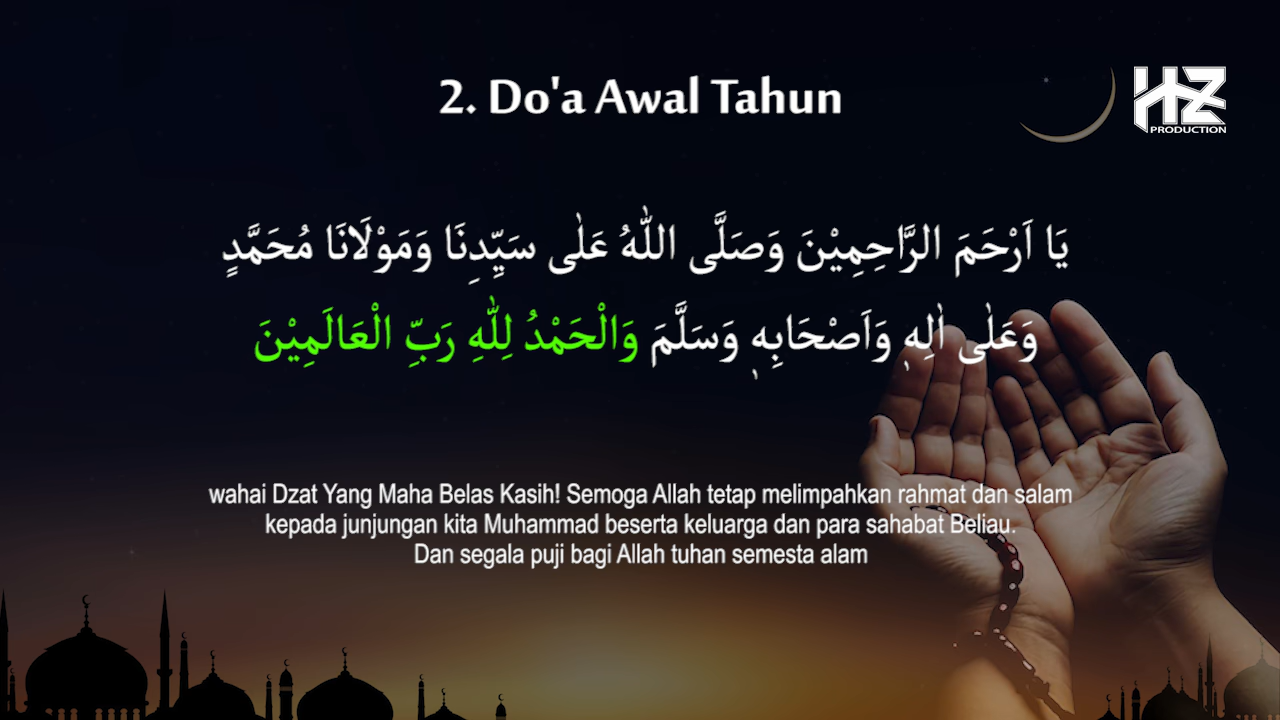 2. Do'a Awal Tahun
HZ
PRODUCTION
يَا اَرْحَمَ الرَّاحِمِيْنَ وَصَلَّى اللّٰهُ عَلٰى سَيِّدِنَا وَمَوْلَانَا مُحَمَّدٍ
وَعَلٰى اٰلِهٖ وَاَصْحَابِهٖ وَسَلَّمَ وَالْحَمْدُ لِلّٰهِ رَبِّ الْعَالَمِيْنَ
wahai Dzat Yang Maha Belas Kasih! Semoga Allah tetap melimpahkan rahmat dan salam
kepada junjungan kita Muhammad beserta keluarga dan para sahabat Beliau.
Dan segala puji bagi Allah tuhan semesta alam